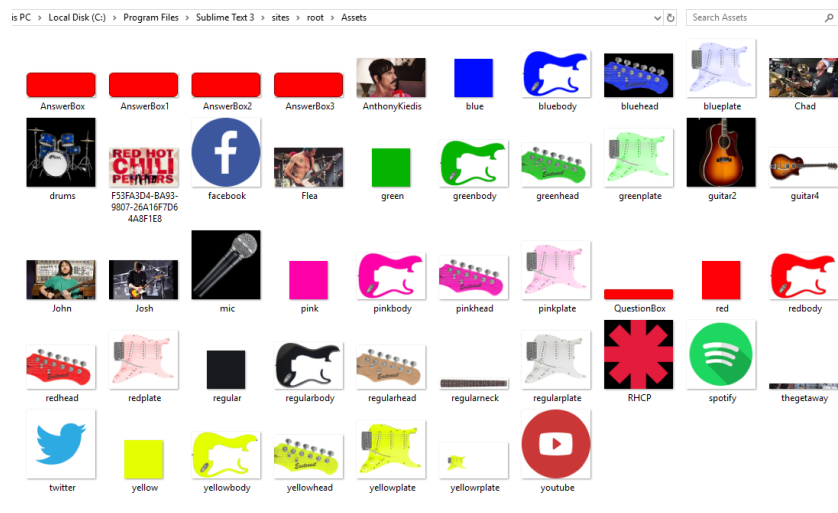 is PC > Local Disk (C:) > Program Files > Sublime Text 3 > sites > root > Assets
Search Assets
AnswerBox AnswerBox1 AnswerBox2 AnswerBox3 AnthonyKiedis blue bluebody bluehead blueplate Chad
RED HOT
CHILI
PEPPERS
f
drums F53FA3D4-BA93-9807-26A16F7D64A8F1E8 facebook Flea green greenbody greenhead greenplate guitar2 guitar4
John Josh mic pink pinkbody pinkhead pinkplate QuestionBox red redbody
redhead redplate regular regularbody regularhead regularneck regularplate RHCP spotify thegetaway
twitter yellow yellowbody yellowhead yellowplate yellowrplate youtube